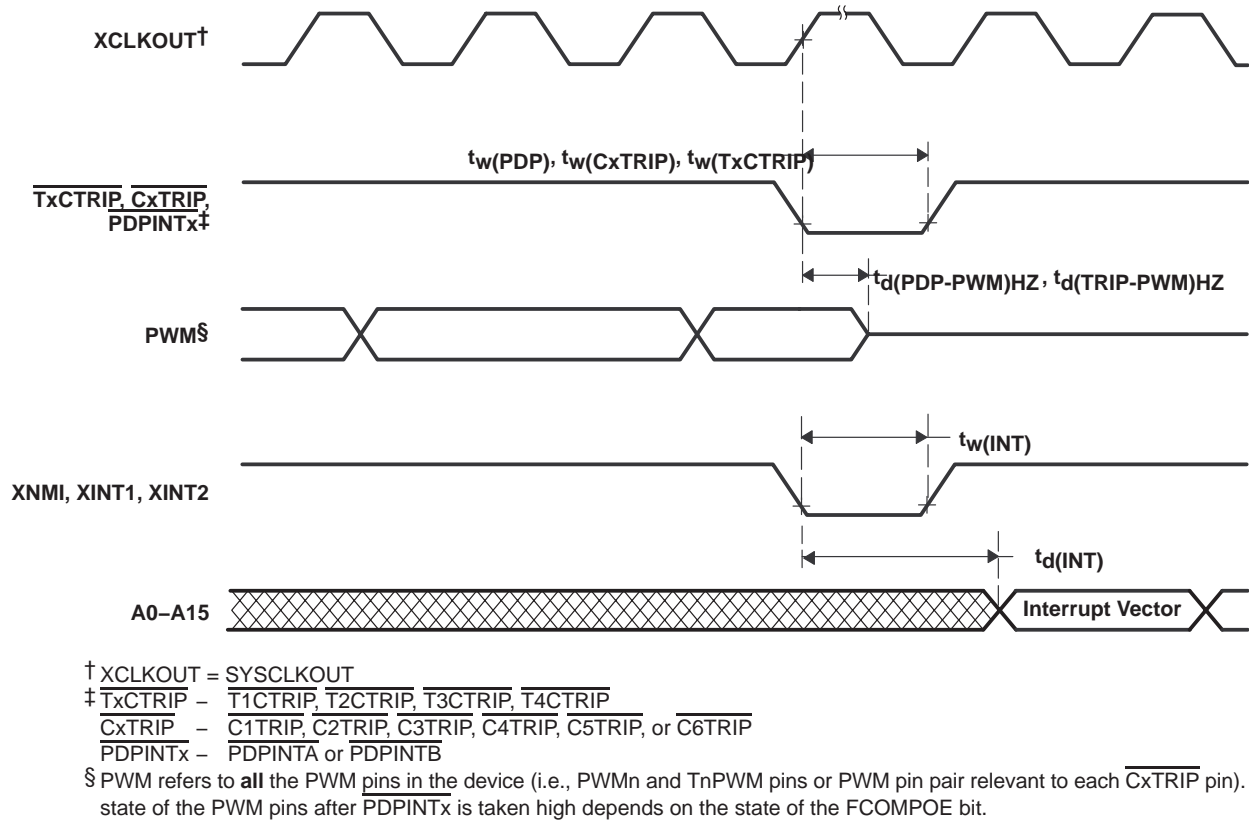 XCLKOUT†
tw(PDP), tw(CxTRIP), tw(TxCTRIP)
TxCTRIP, CxTRIP,
PDPINTx‡
td(PDP-PWM)HZ, td(TRIP-PWM)HZ
PWM§
tw(INT)
XNMI, XINT1, XINT2
td(INT)
A0–A15
Interrupt Vector
† XCLKOUT = SYSCLKOUT
‡ TxCTRIP – T1CTRIP, T2CTRIP, T3CTRIP, T4CTRIP
CxTRIP – C1TRIP, C2TRIP, C3TRIP, C4TRIP, C5TRIP, or C6TRIP
PDPINTx – PDPINTA or PDPINTB
§ PWM refers to all the PWM pins in the device (i.e., PWMn and TnPWM pins or PWM pin pair relevant to each CxTRIP pin).
state of the PWM pins after PDPINTx is taken high depends on the state of the FCOMPOE bit.